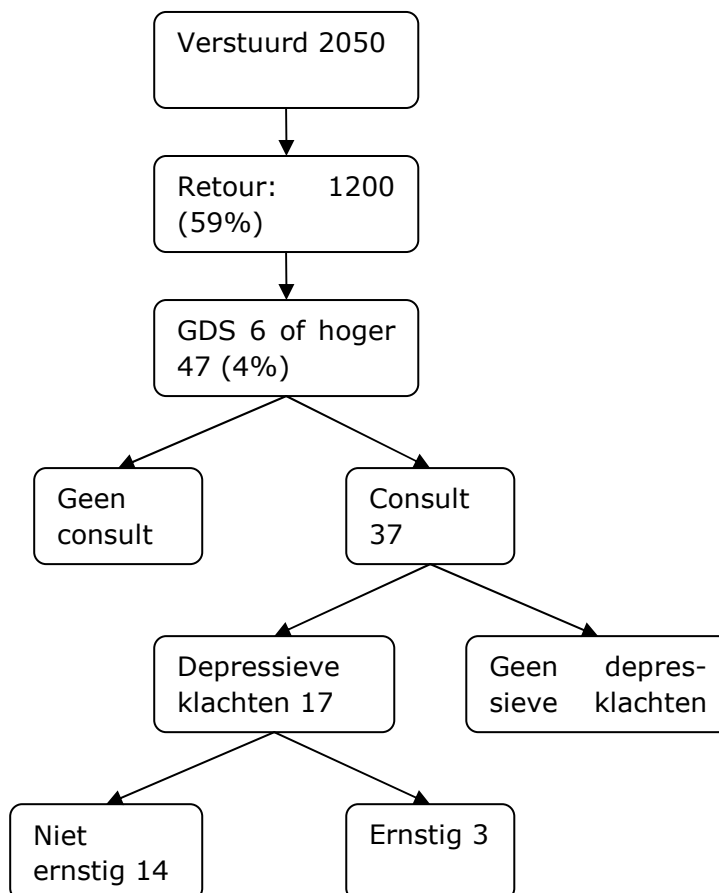 Verstuurd 2050
Retour: 1200
(59%)
GDS 6 of hoger
47 (4%)
Geen
consult
Consult
37
Depressieve
klachten 17
Geen depres-
sieve klachten
Niet
ernstig 14
Ernstig 3